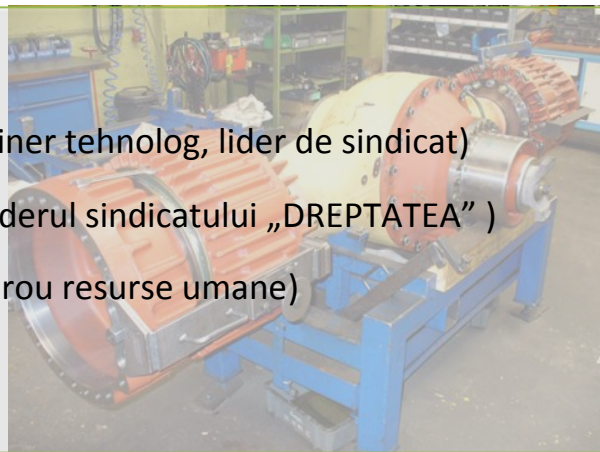 iner tehnolog, lider de sindicat)
derul sindicatului „DREPTATEA” )
rou resurse umane)